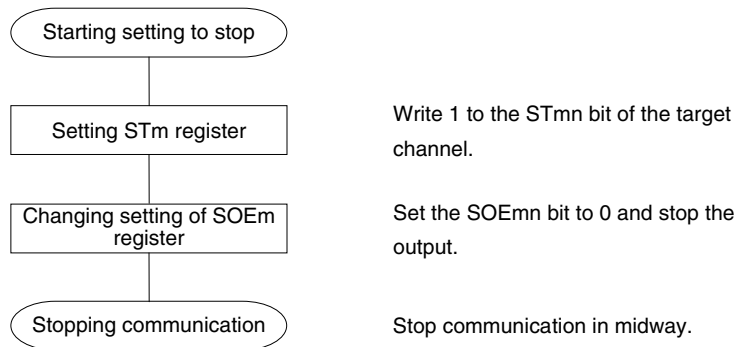 Starting setting to stop
Setting STm register
Write 1 to the STmn bit of the target
channel.
Changing setting of SOEm
register
Set the SOEmn bit to 0 and stop the
output.
Stopping communication
Stop communication in midway.